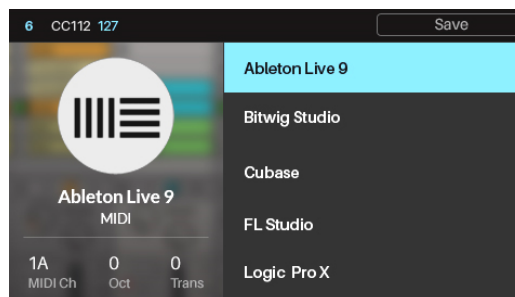 6 CC112 127 Save
Ableton Live 9
Bitwig Studio
Cubase
FL Studio
Logic Pro X
Ableton Live 9
MIDI
1A 0 0
MIDI Ch Oct Trans